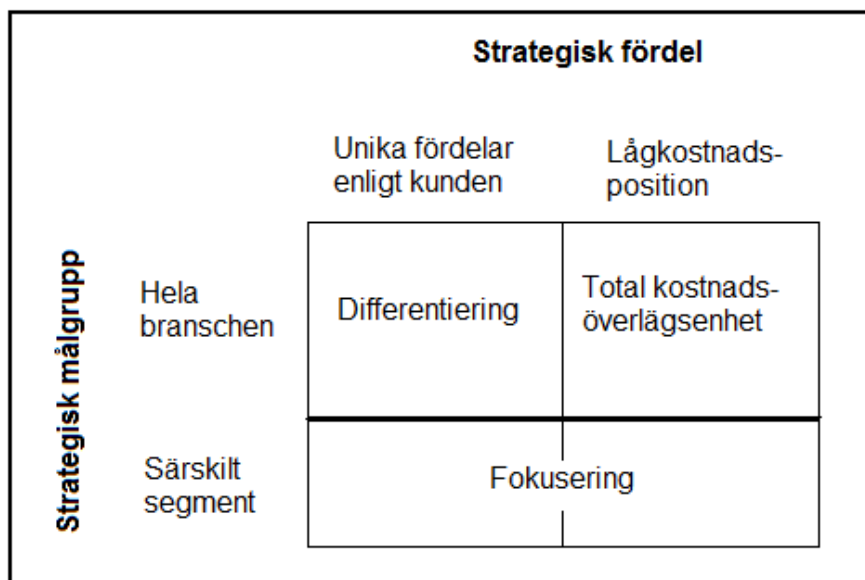 Strategisk fördel
Unika fördelar
enligt kunden
Lågkostnads-
position
Strategisk målgrupp
Hela
branschen
Differentiering
Total kostnads-
överlägsenhet
Särskilt
segment
Fokusering